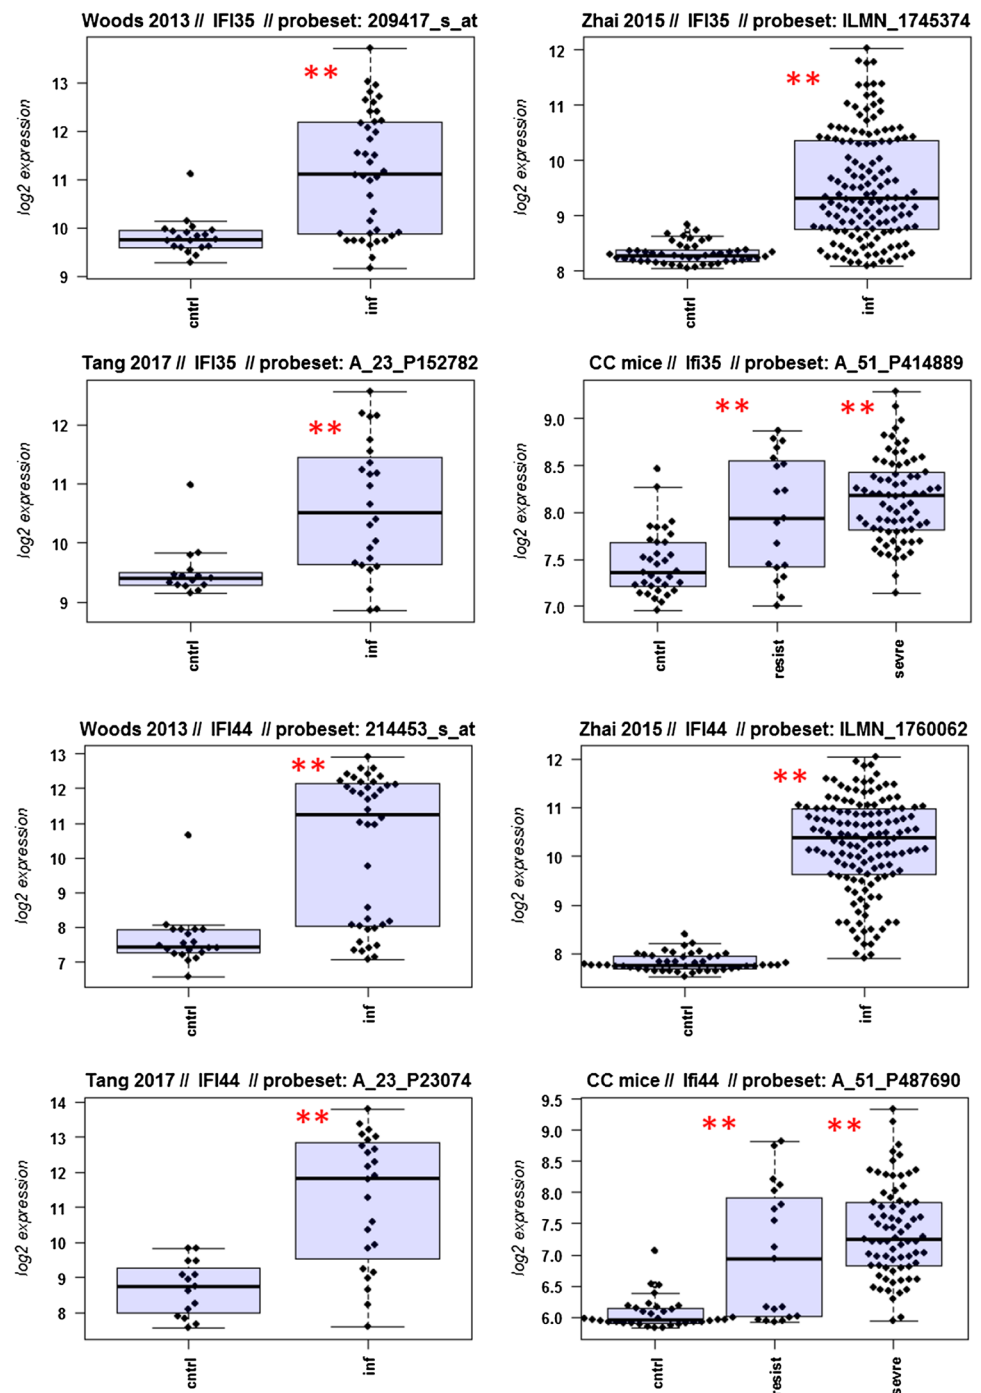 Woods 2013 // IFI35 // probeset: 209417_s_at
Zhai 2015 // IFI35 // probeset: ILMN_1745374
log2 expression
13
12
11
10
9
**
cntrl
inf
log2 expression
12
11
10
9
8
**
cntrl
inf
Tang 2017 // IFI35 // probeset: A_23_P152782
CC mice // Ifi35 // probeset: A_51_P414889
log2 expression
12
11
10
9
**
cntrl
inf
log2 expression
9.0
8.5
8.0
7.5
7.0
**
**
cntrl
resist
sevre
Woods 2013 // IFI44 // probeset: 214453_s_at
Zhai 2015 // IFI44 // probeset: ILMN_1760062
log2 expression
13
12
11
10
9
8
7
**
cntrl
inf
log2 expression
12
11
10
9
8
**
cntrl
inf
Tang 2017 // IFI44 // probeset: A_23_P23074
CC mice // Ifi44 // probeset: A_51_P487690
log2 expression
14
13
12
11
10
9
8
**
cntrl
inf
log2 expression
9.5
9.0
8.5
8.0
7.5
7.0
6.5
6.0
**
**
cntrl
resist
sevre